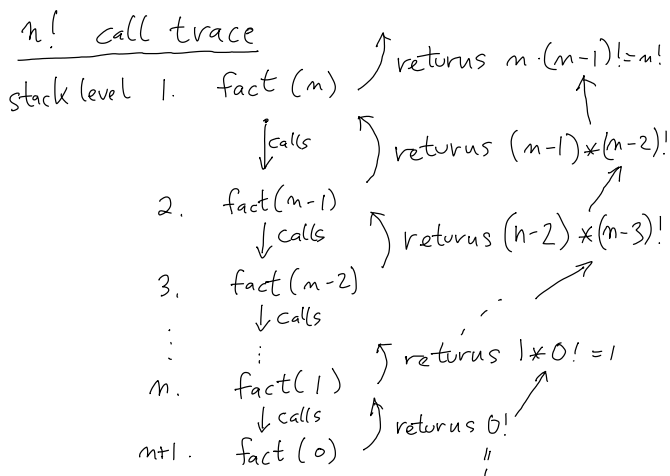 n! call trace
returns n·(n-1)!=n!
stack level 1. fact (n)
calls
returns (n-1)*(n-2)!
2. fact(n-1)
calls
returns (n-2)*(n-3)!
3. fact(n-2)
calls
⋮ ⋮
returns 1*0! = 1
n. fact(1)
calls
returns 0!
n+1. fact(0)